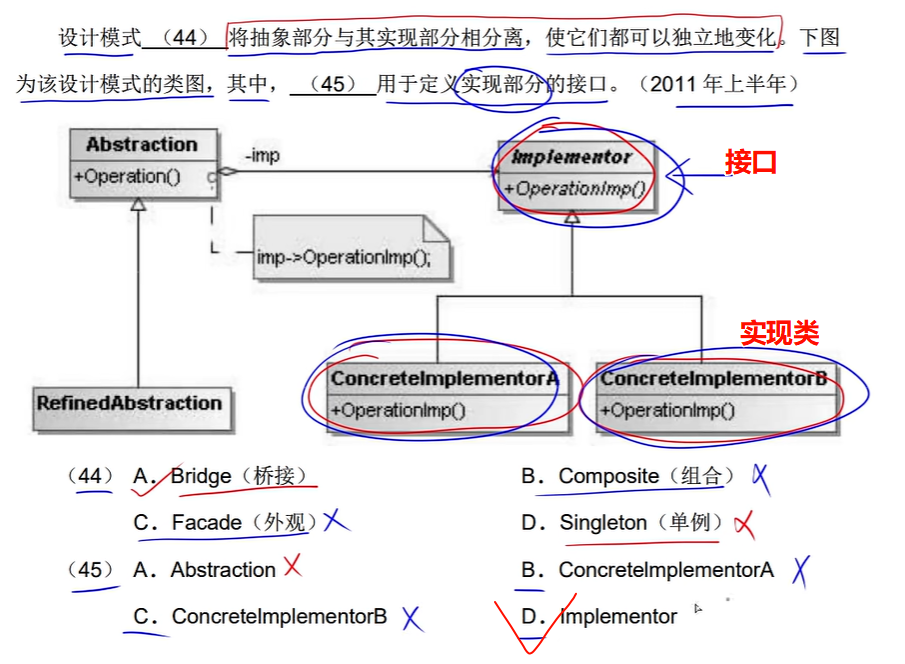 设计模式 （44） 将抽象部分与其实现部分相分离，使它们都可以独立地变化。下图
为该设计模式的类图，其中， （45） 用于定义实现部分的接口。（2011 年上半年）
Abstraction
+Operation()
-imp
Implementor
+OperationImp()
接口
imp->OperationImp();
实现类
RefinedAbstraction
ConcreteImplementorA
+OperationImp()
ConcreteImplementorB
+OperationImp()
（44） A．Bridge（桥接） B．Composite（组合）
C．Facade（外观） D．Singleton（单例）
（45） A．Abstraction B．ConcreteImplementorA
C．ConcreteImplementorB D．Implementor